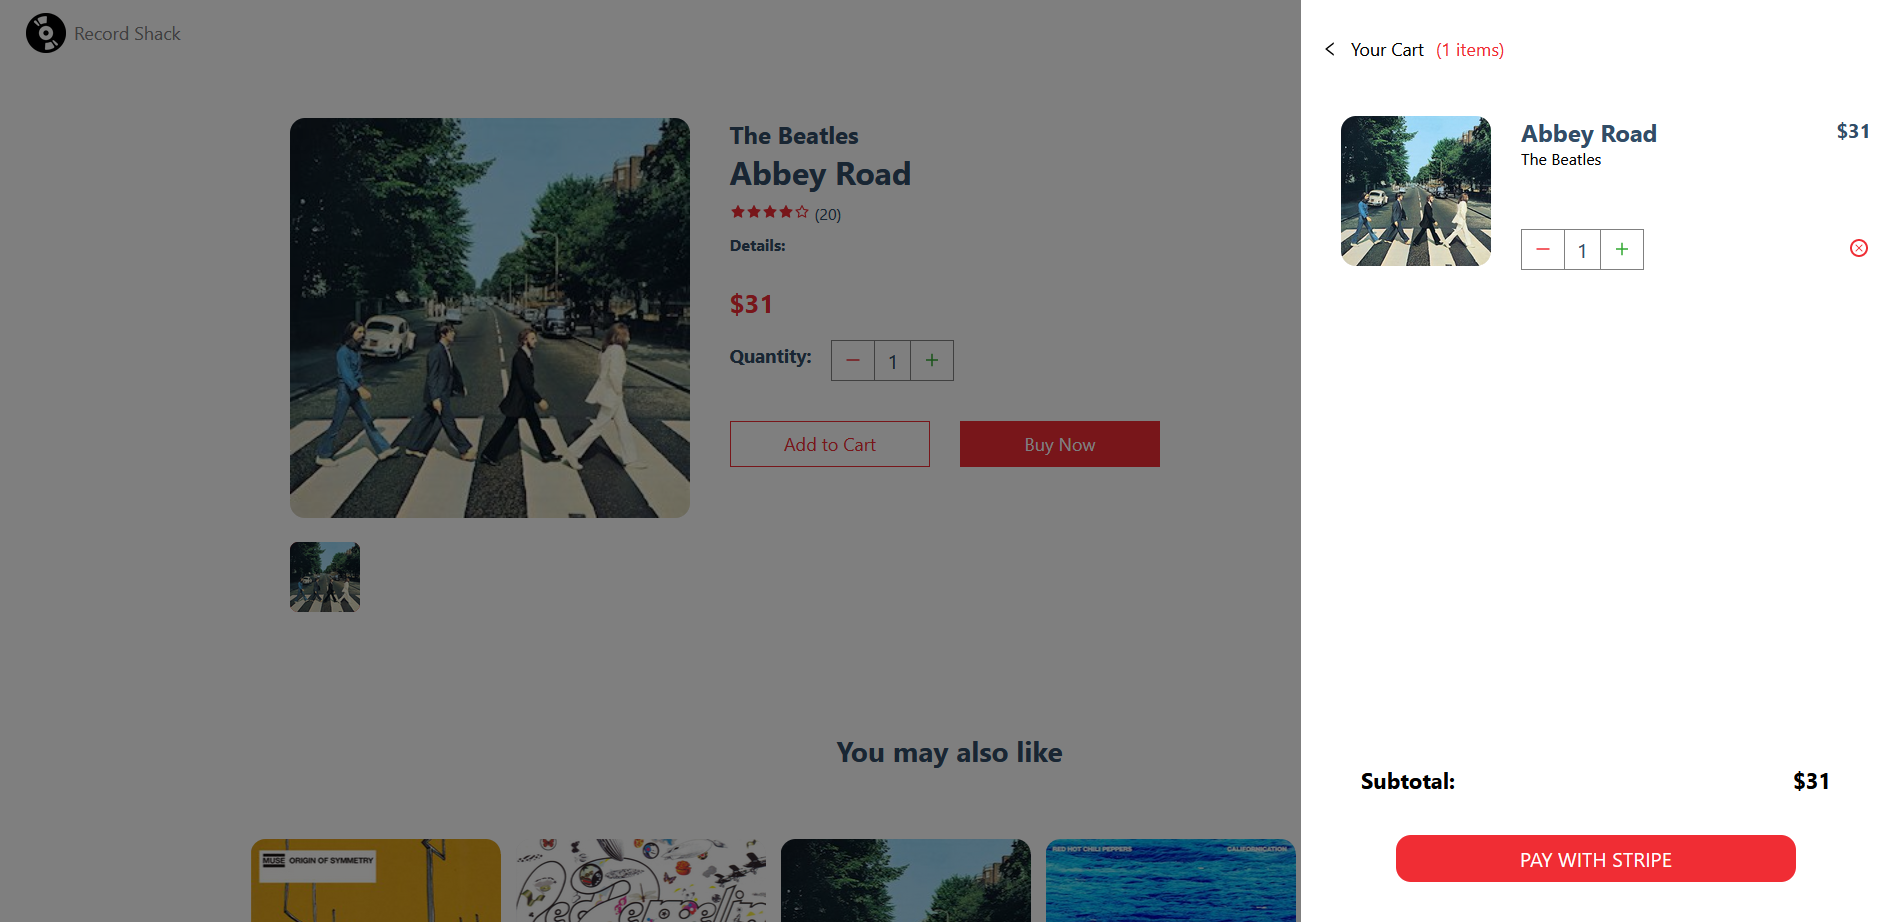 Record Shack
The Beatles
Abbey Road
(20)
Details:
$31
Quantity:
1
Add to Cart
Buy Now
You may also like
MUSE ORIGIN OF SYMMETRY
RED HOT CHILI PEPPERS
CALIFORNICATION
Your Cart (1 items)
Abbey Road
$31
The Beatles
1
Subtotal:
$31
PAY WITH STRIPE